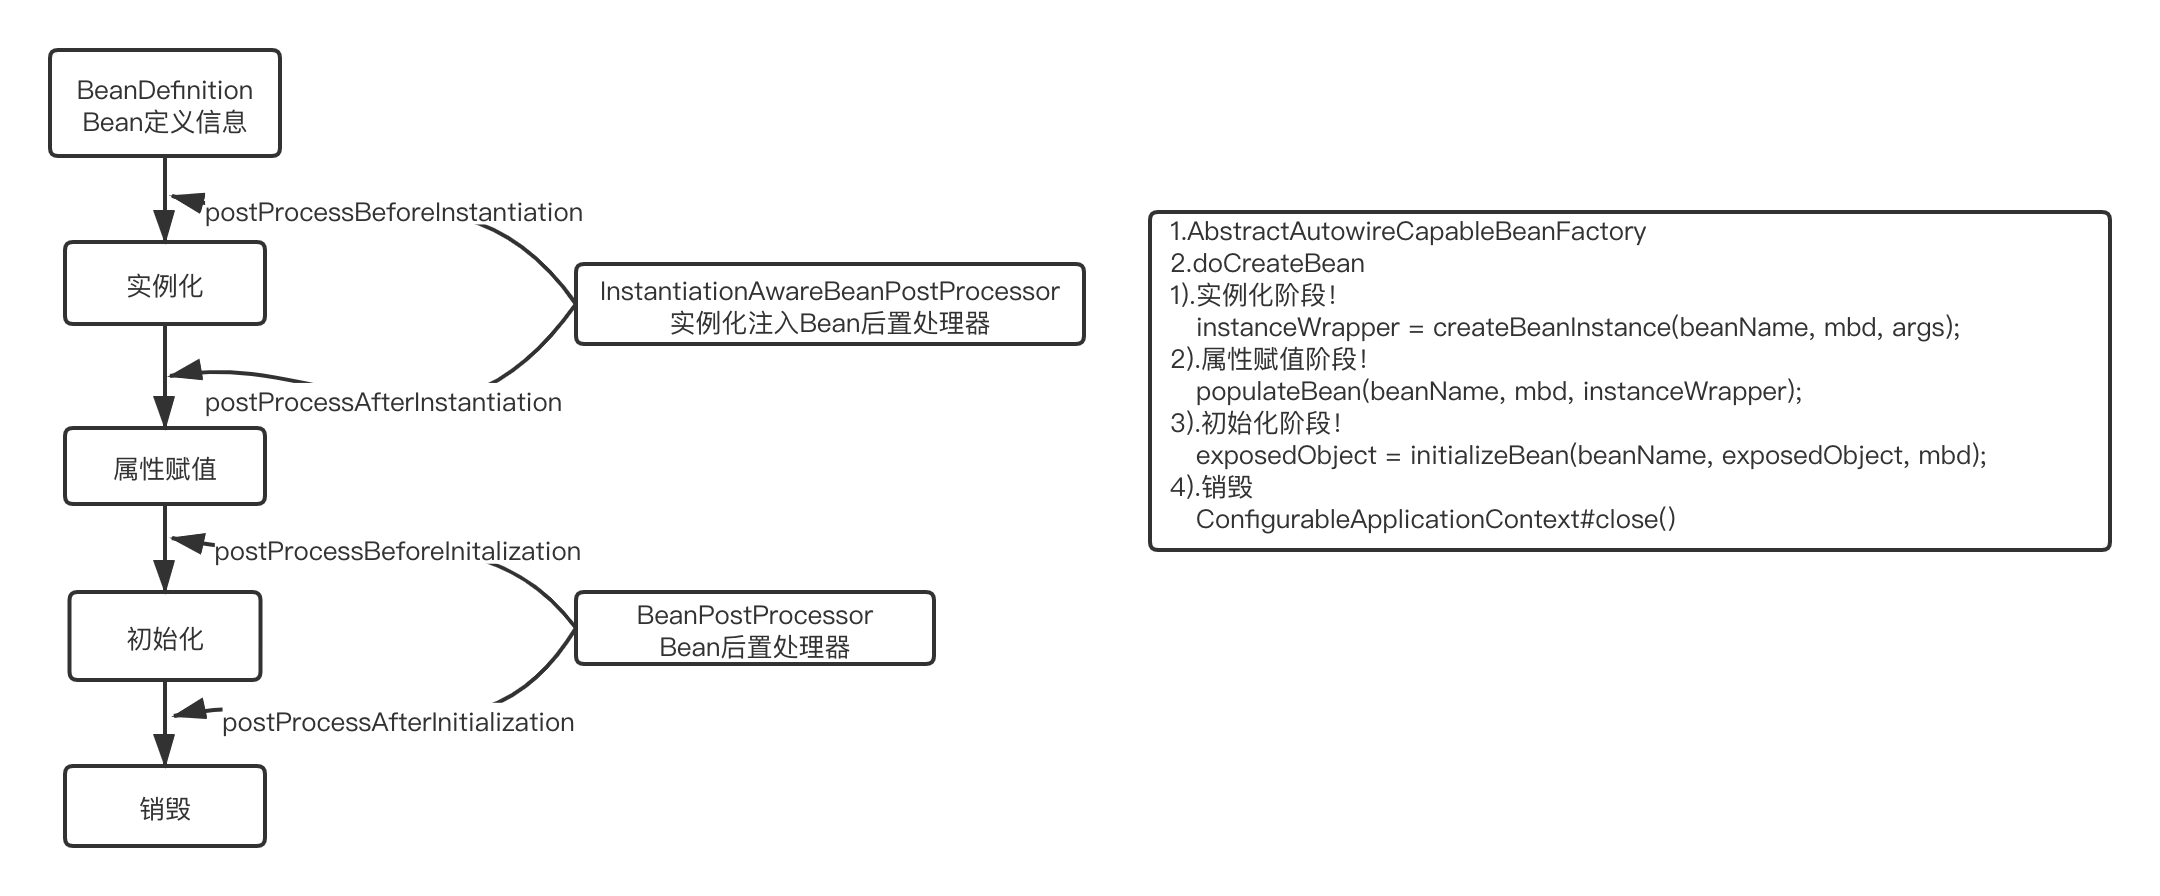 BeanDefinition
Bean定义信息
postProcessBeforeInstantiation
实例化
InstantiationAwareBeanPostProcessor
实例化注入Bean后置处理器
postProcessAfterInstantiation
属性赋值
postProcessBeforeInitalization
初始化
BeanPostProcessor
Bean后置处理器
postProcessAfterInitialization
销毁
1.AbstractAutowireCapableBeanFactory
2.doCreateBean
1).实例化阶段!
instanceWrapper = createBeanInstance(beanName, mbd, args);
2).属性赋值阶段!
populateBean(beanName, mbd, instanceWrapper);
3).初始化阶段!
exposedObject = initializeBean(beanName, exposedObject, mbd);
4).销毁
ConfigurableApplicationContext#close()